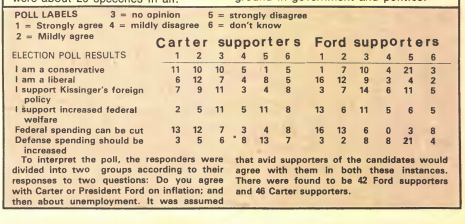 POLL LABELS 3 = no opinion 5 = strongly disagree
1 = Strongly agree 4 = mildly disagree 6 = don't know
2 = Mildly agree
Carter supporters Ford supporters
ELECTION POLL RESULTS 1 2 3 4 5 6 1 2 3 4 5 6
I am a conservative 11 10 10 5 1 5 1 7 10 4 21 3
I am a liberal 6 12 7 4 8 5 16 12 9 3 4 2
I support Kissinger's foreign 7 9 11 3 4 8 3 7 14 6 11 5
policy
I support increased federal 2 5 11 5 11 8 13 6 11 5 6 5
welfare
Federal spending can be cut 13 12 7 3 4 8 16 13 6 0 3 8
Defense spending should be 3 5 6 8 13 7 3 2 8 8 21 4
increased
To interpret the poll, the responders were
divided into two groups according to their
responses to two questions: Do you agree
with Carter or President Ford on inflation; and
then about unemployment. It was assumed
that avid supporters of the candidates would
agree with them in both these instances.
There were found to be 42 Ford supporters
and 46 Carter supporters.